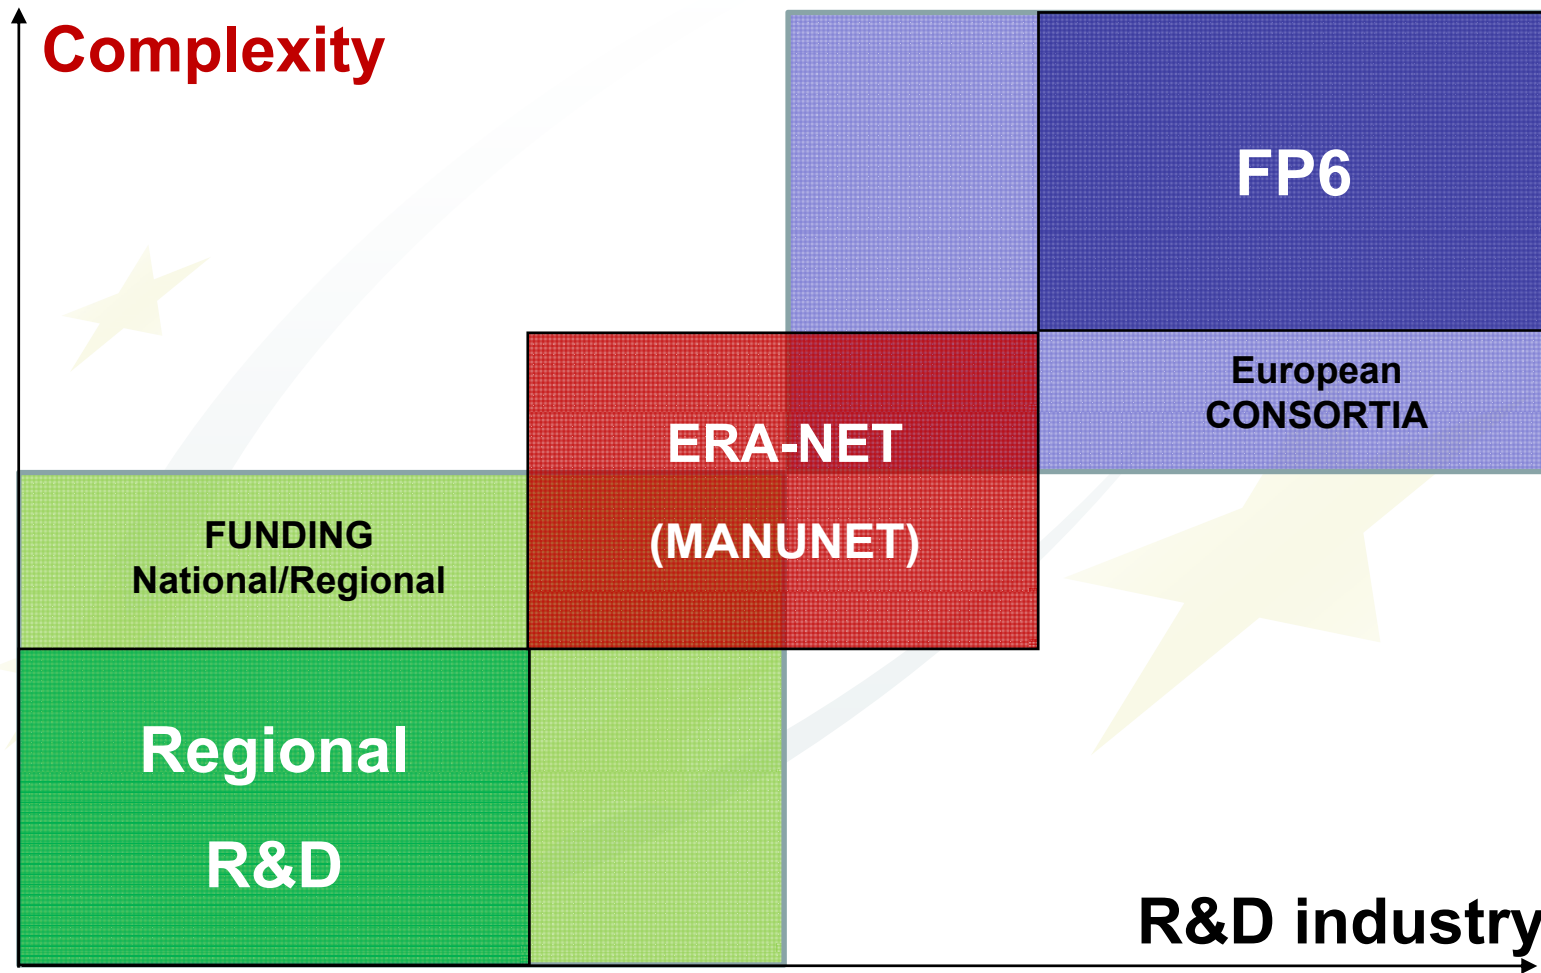 Complexity
FP6
European
CONSORTIA
ERA-NET
(MANUNET)
FUNDING
National/Regional
Regional
R&D
R&D industry